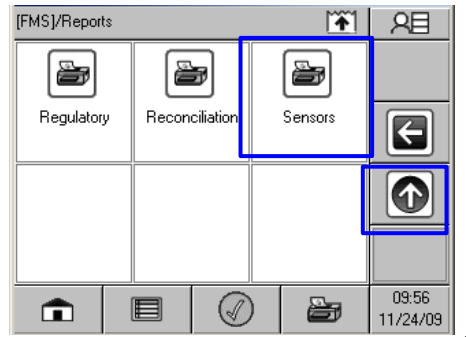 [FMS]/Reports
Regulatory
Reconciliation
Sensors
09:56
11/24/09